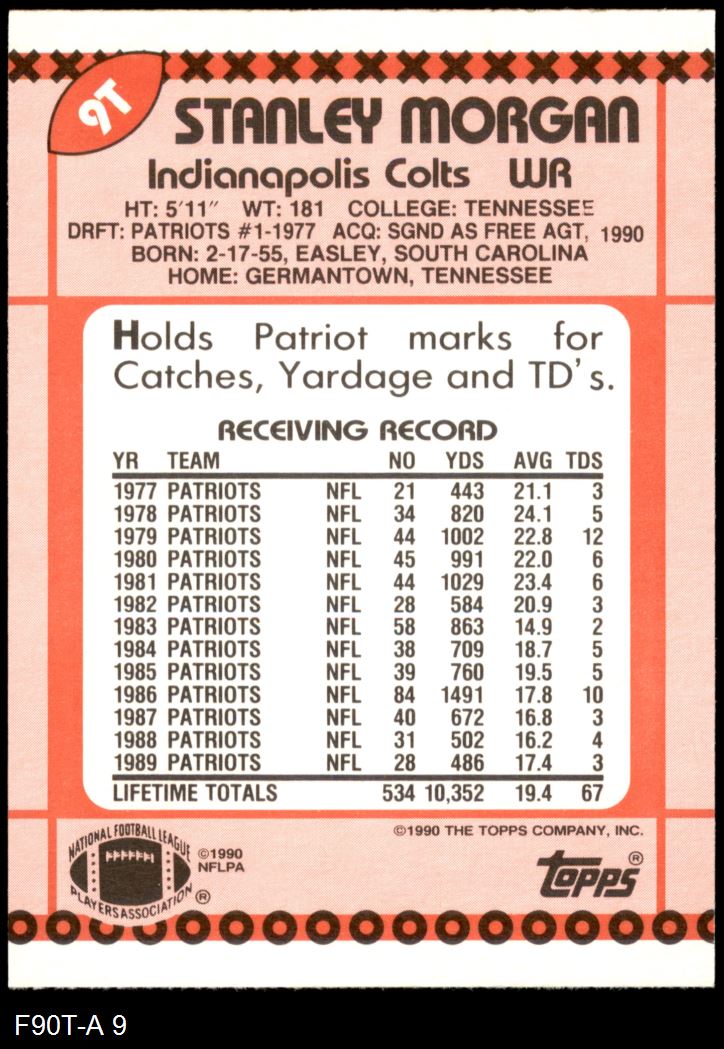 9T
STANLEY MORGAN
Indianapolis Colts WR
HT: 5'11" WT: 181 COLLEGE: TENNESSEE
DRFT: PATRIOTS #1-1977 ACQ: SGND AS FREE AGT, 1990
BORN: 2-17-55, EASLEY, SOUTH CAROLINA
HOME: GERMANTOWN, TENNESSEE
Holds Patriot marks for
Catches, Yardage and TD's.
RECEIVING RECORD
YR TEAM NO YDS AVG TDS
1977 PATRIOTS NFL 21 443 21.1 3
1978 PATRIOTS NFL 34 820 24.1 5
1979 PATRIOTS NFL 44 1002 22.8 12
1980 PATRIOTS NFL 45 991 22.0 6
1981 PATRIOTS NFL 44 1029 23.4 6
1982 PATRIOTS NFL 28 584 20.9 3
1983 PATRIOTS NFL 58 863 14.9 2
1984 PATRIOTS NFL 38 709 18.7 5
1985 PATRIOTS NFL 39 760 19.5 5
1986 PATRIOTS NFL 84 1491 17.8 10
1987 PATRIOTS NFL 40 672 16.8 3
1988 PATRIOTS NFL 31 502 16.2 4
1989 PATRIOTS NFL 28 486 17.4 3
LIFETIME TOTALS 534 10,352 19.4 67
©1990 THE TOPPS COMPANY, INC.
NATIONAL FOOTBALL LEAGUE
PLAYERS ASSOCIATION ®
©1990
NFLPA
Topps ®
F90T-A 9